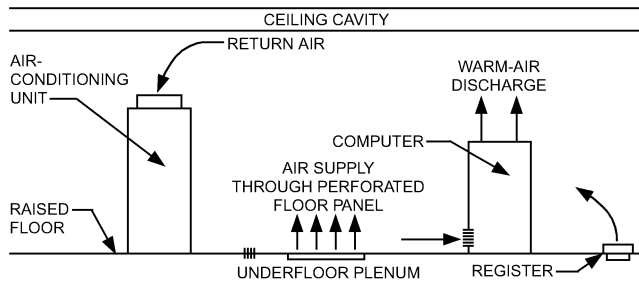 CEILING CAVITY
RETURN AIR
AIR-
CONDITIONING
UNIT
WARM-AIR
DISCHARGE
COMPUTER
AIR SUPPLY
THROUGH PERFORATED
FLOOR PANEL
RAISED
FLOOR
UNDERFLOOR PLENUM
REGISTER